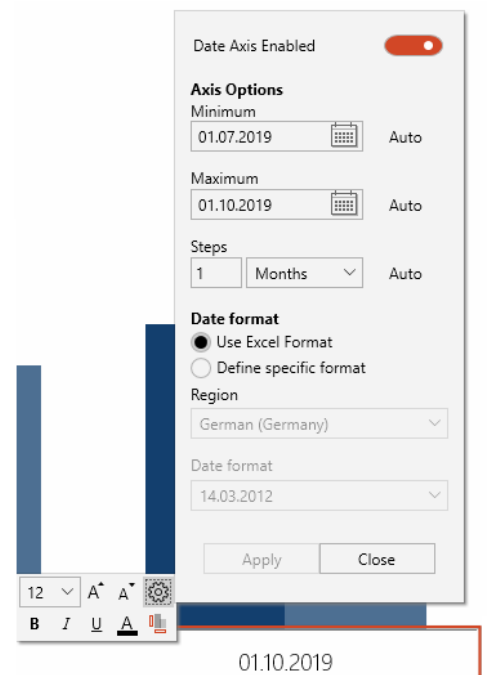 Date Axis Enabled
Axis Options
Minimum
01.07.2019 Auto
Maximum
01.10.2019 Auto
Steps
1 Months Auto
Date format
Use Excel Format
Define specific format
Region
German (Germany)
Date format
14.03.2012
Apply Close
12 A A
B I U A
01.10.2019